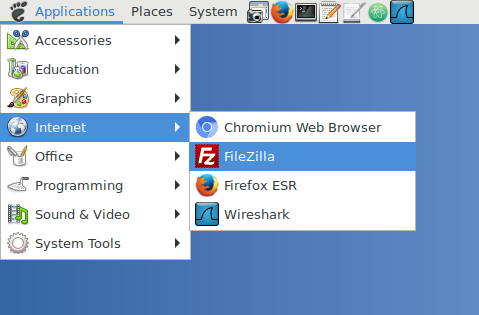 Applications Places System
Accessories
Education
Graphics
Internet
Office
Programming
Sound & Video
System Tools
Chromium Web Browser
FileZilla
Firefox ESR
Wireshark